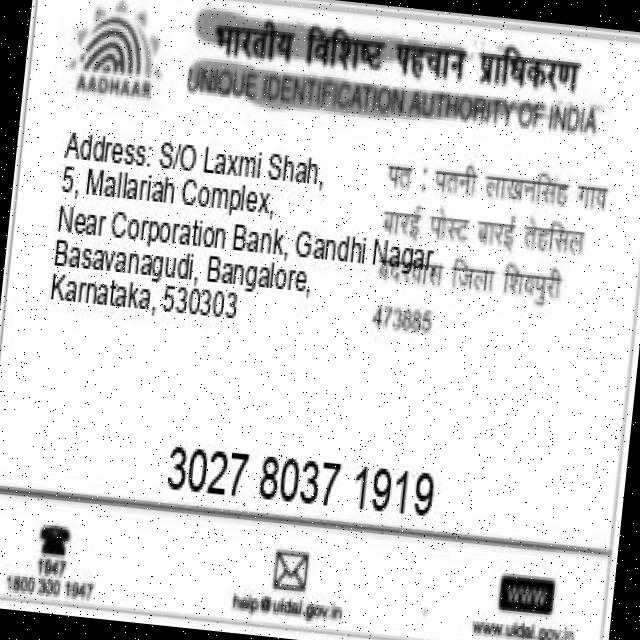 भारतीय विशिष्ट पहचान प्राधिकरण
AADHAAR
UNIQUE IDENTIFICATION AUTHORITY OF INDIA
Address: S/O Laxmi Shah,
5, Mallariah Complex,
Near Corporation Bank, Gandhi Nagar,
Basavanagudi, Bangalore,
Karnataka, 530303
पता : पतनी लाखनसिंह गाव
बारई पोस्ट बारई तेहसिल
जिला शिवपुरी
473885
3027 8037 1919
1947
1800 300 1947
help@uidai.gov.in
www
www.uidai.gov.in